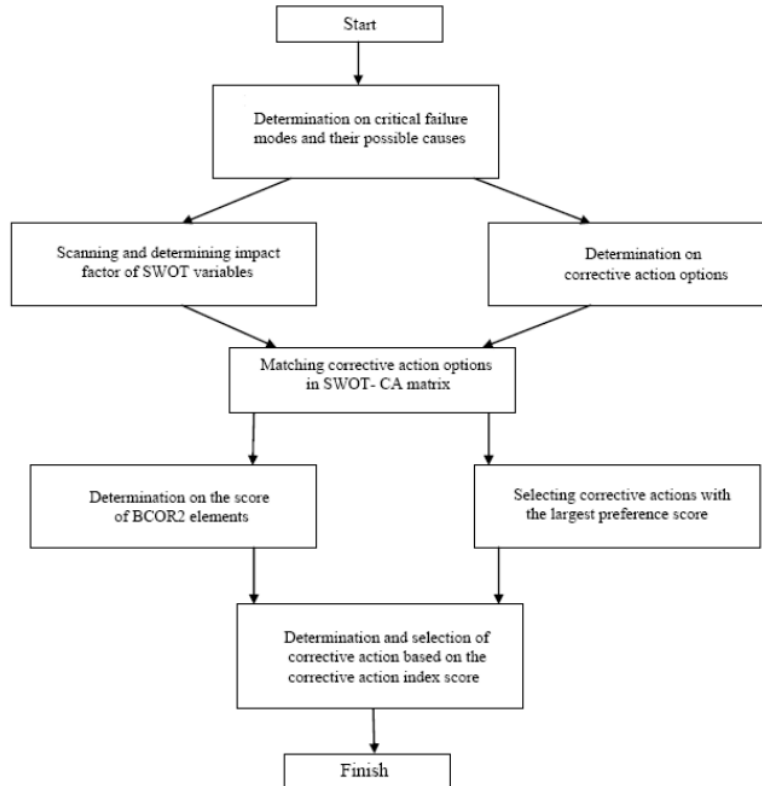 Start
Determination on critical failure
modes and their possible causes
Scanning and determining impact
factor of SWOT variables
Determination on
corrective action options
Matching corrective action options
in SWOT- CA matrix
Determination on the score
of BCOR2 elements
Selecting corrective actions with
the largest preference score
Determination and selection of
corrective action based on the
corrective action index score
Finish